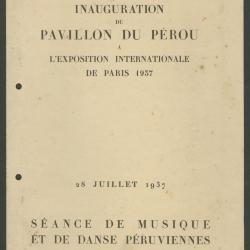 INAUGURATION
DU
PAVILLON DU PÉROU
A
L'EXPOSITION INTERNATIONALE
DE PARIS 1937
28 JUILLET 1937
SÉANCE DE MUSIQUE
ET DE DANSE PÉRUVIENNES